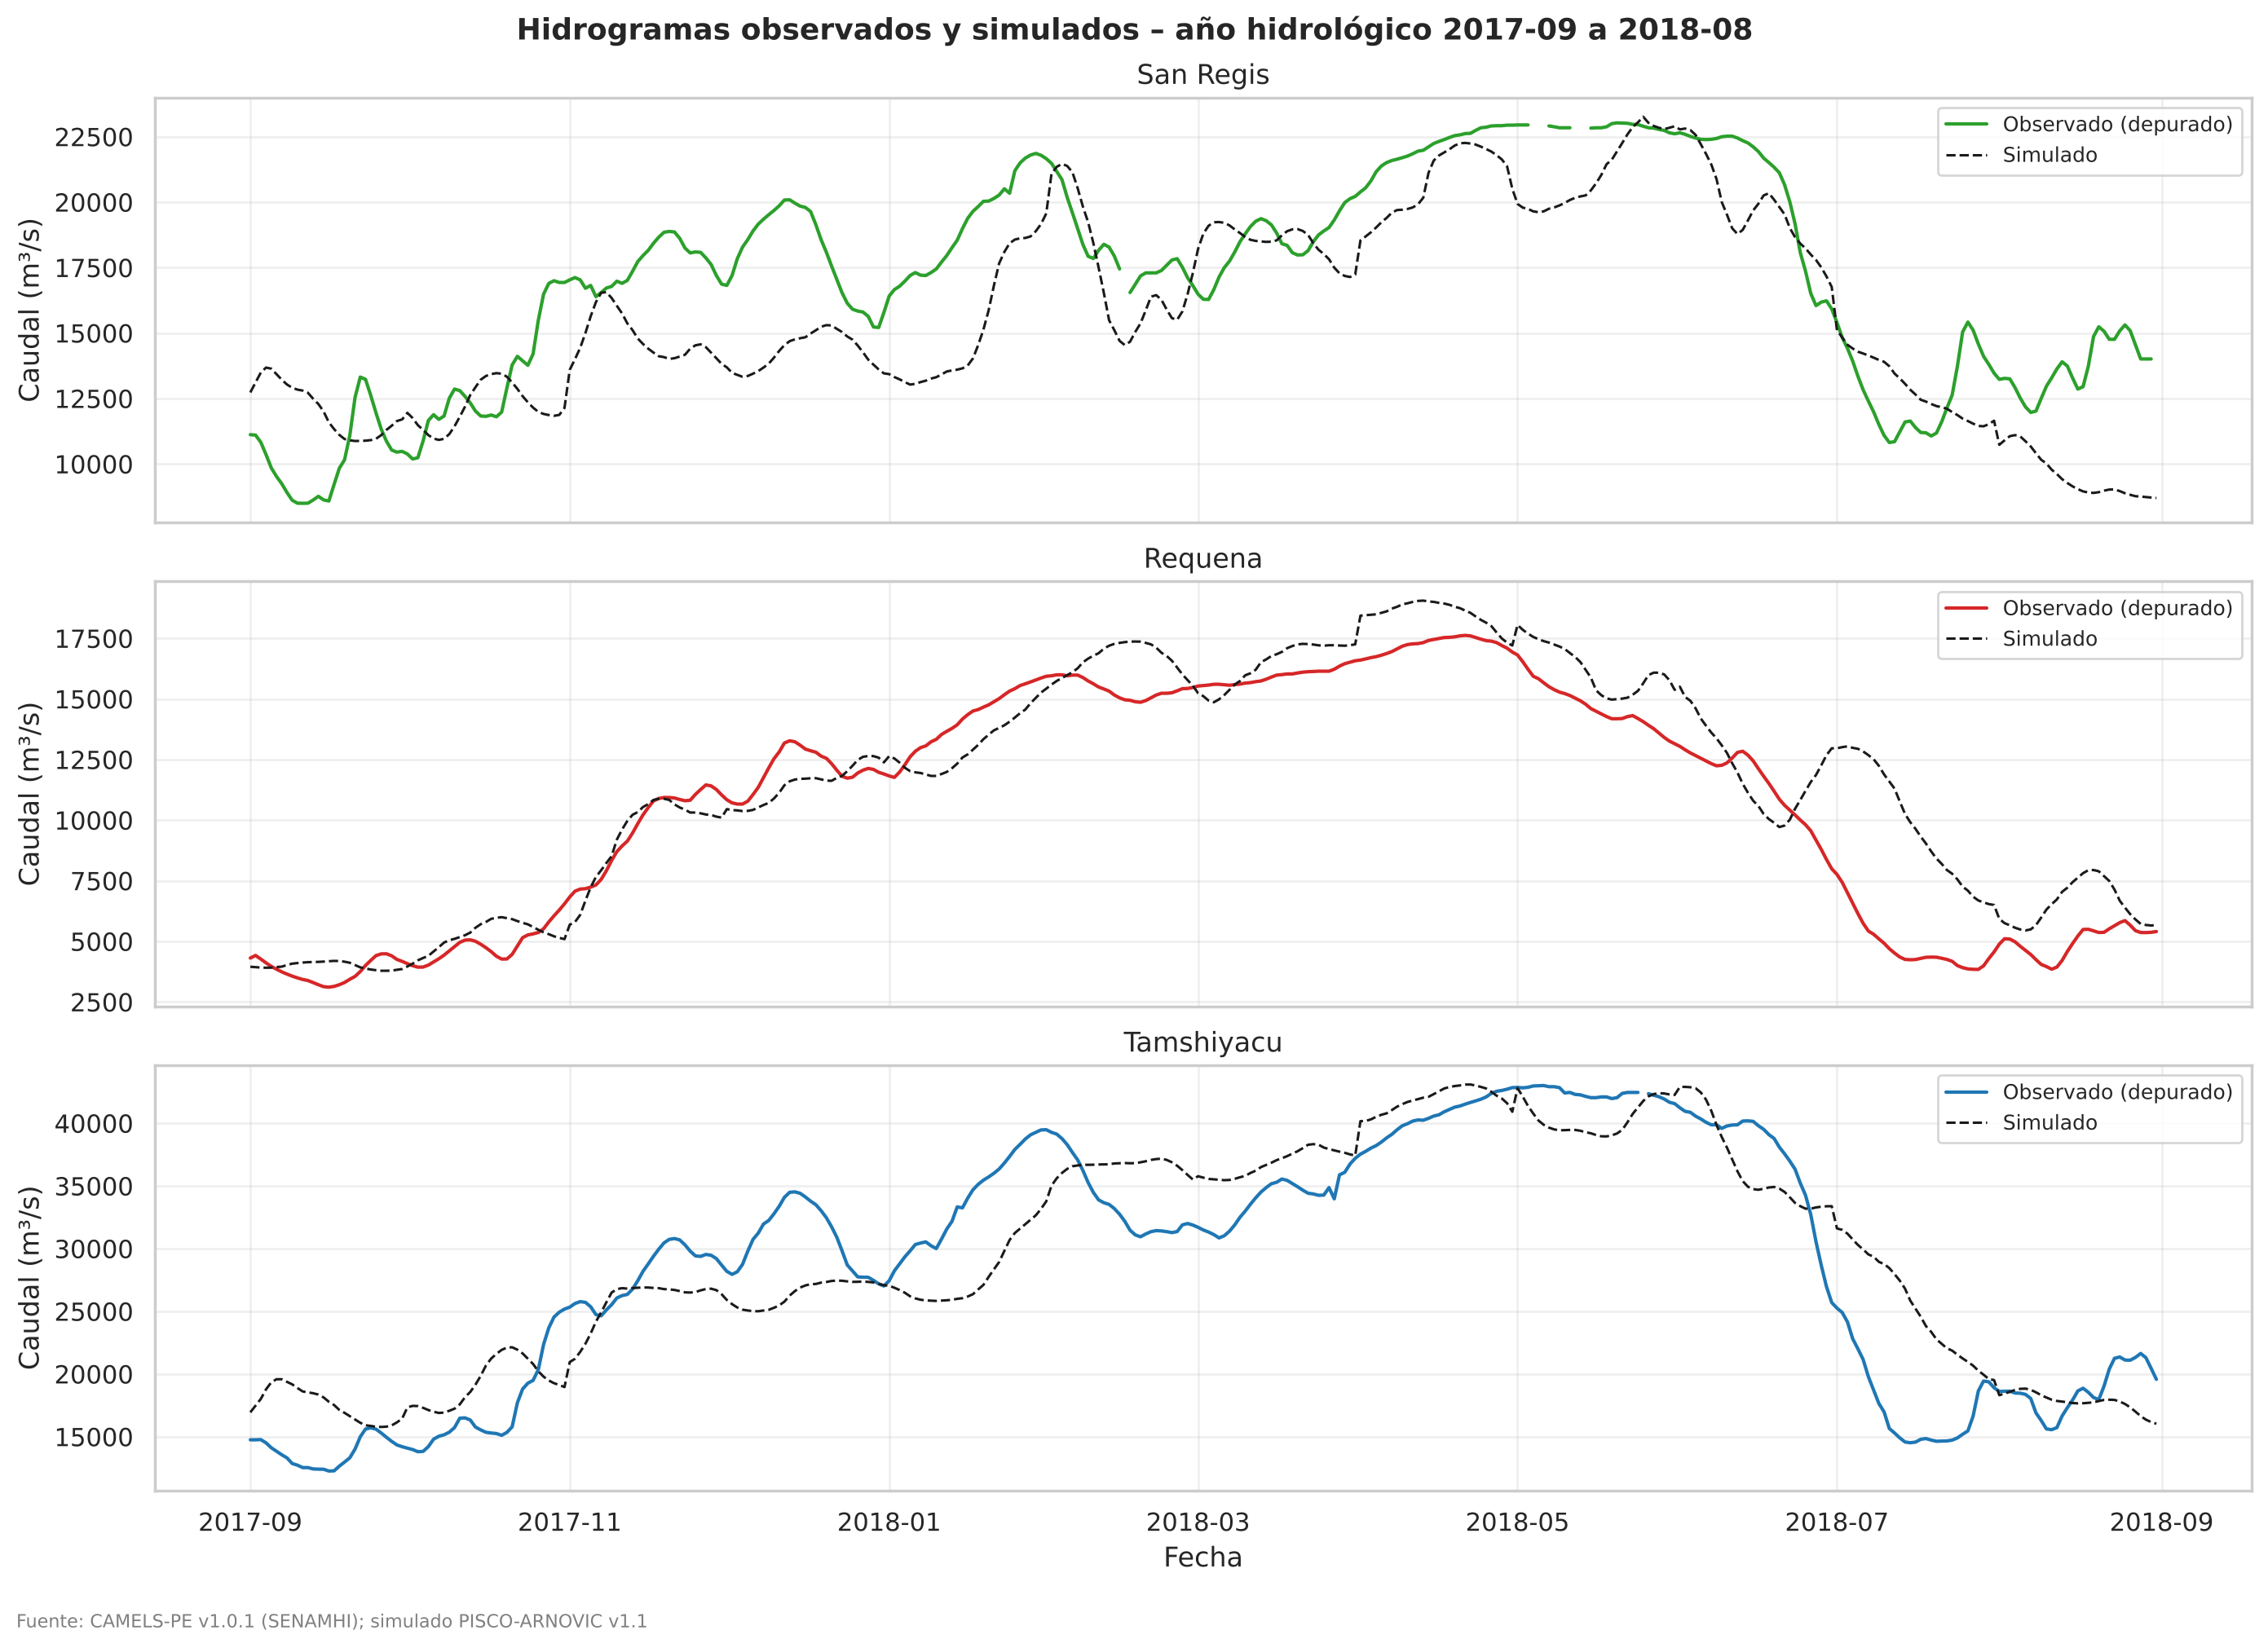 Hidrogramas observados y simulados – año hidrológico 2017-09 a 2018-08
San Regis
Caudal (m³/s)
22500
20000
17500
15000
12500
10000
Observado (depurado)
Simulado
Requena
Caudal (m³/s)
17500
15000
12500
10000
7500
5000
2500
Observado (depurado)
Simulado
Tamshiyacu
Caudal (m³/s)
40000
35000
30000
25000
20000
15000
Observado (depurado)
Simulado
2017-09 2017-11 2018-01 2018-03 2018-05 2018-07 2018-09
Fecha
Fuente: CAMELS-PE v1.0.1 (SENAMHI); simulado PISCO-ARNOVIC v1.1